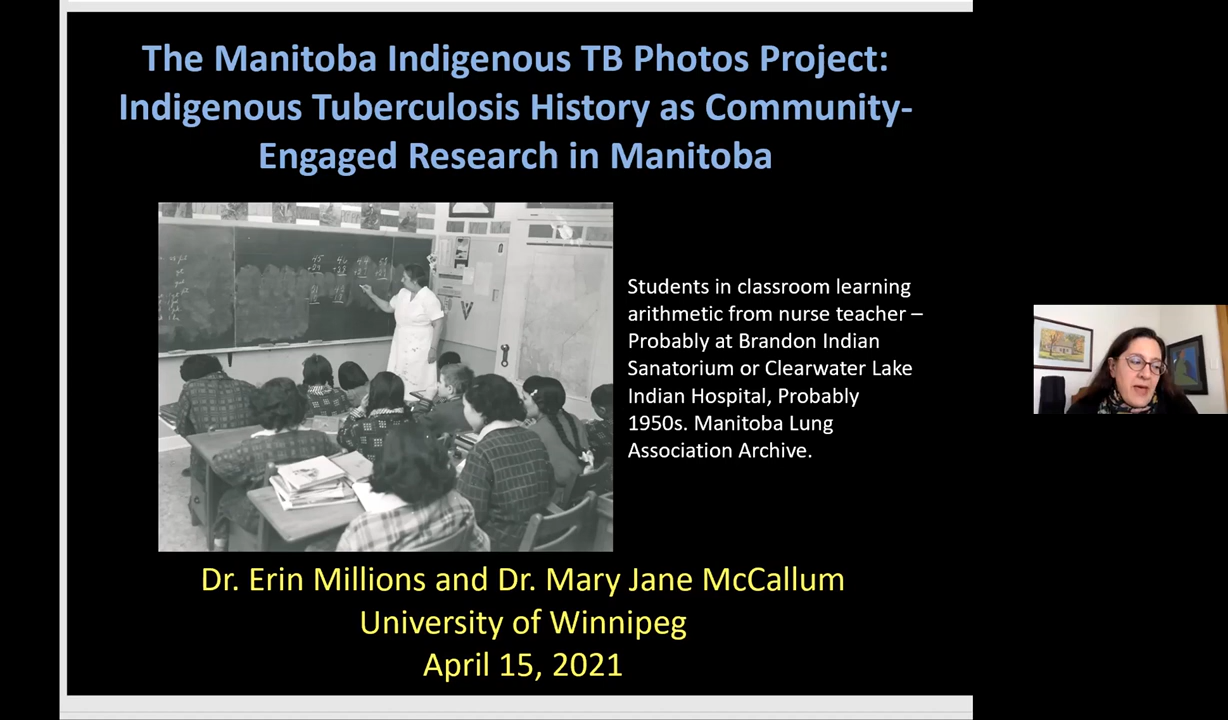 The Manitoba Indigenous TB Photos Project:
Indigenous Tuberculosis History as Community-
Engaged Research in Manitoba
Students in classroom learning
arithmetic from nurse teacher –
Probably at Brandon Indian
Sanatorium or Clearwater Lake
Indian Hospital, Probably
1950s. Manitoba Lung
Association Archive.
Dr. Erin Millions and Dr. Mary Jane McCallum
University of Winnipeg
April 15, 2021